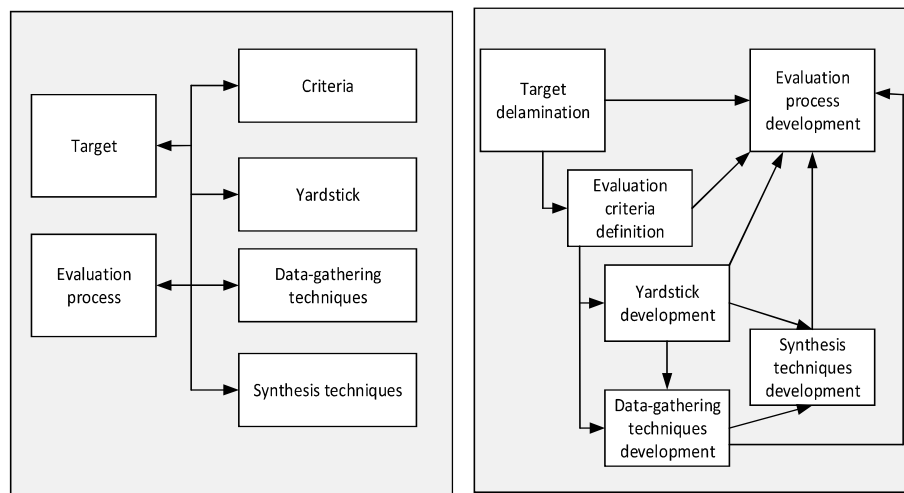 Target
Evaluation
process
Criteria
Yardstick
Data-gathering
techniques
Synthesis techniques
Target
delamination
Evaluation
process
development
Evaluation
criteria
definition
Yardstick
development
Synthesis
techniques
development
Data-gathering
techniques
development